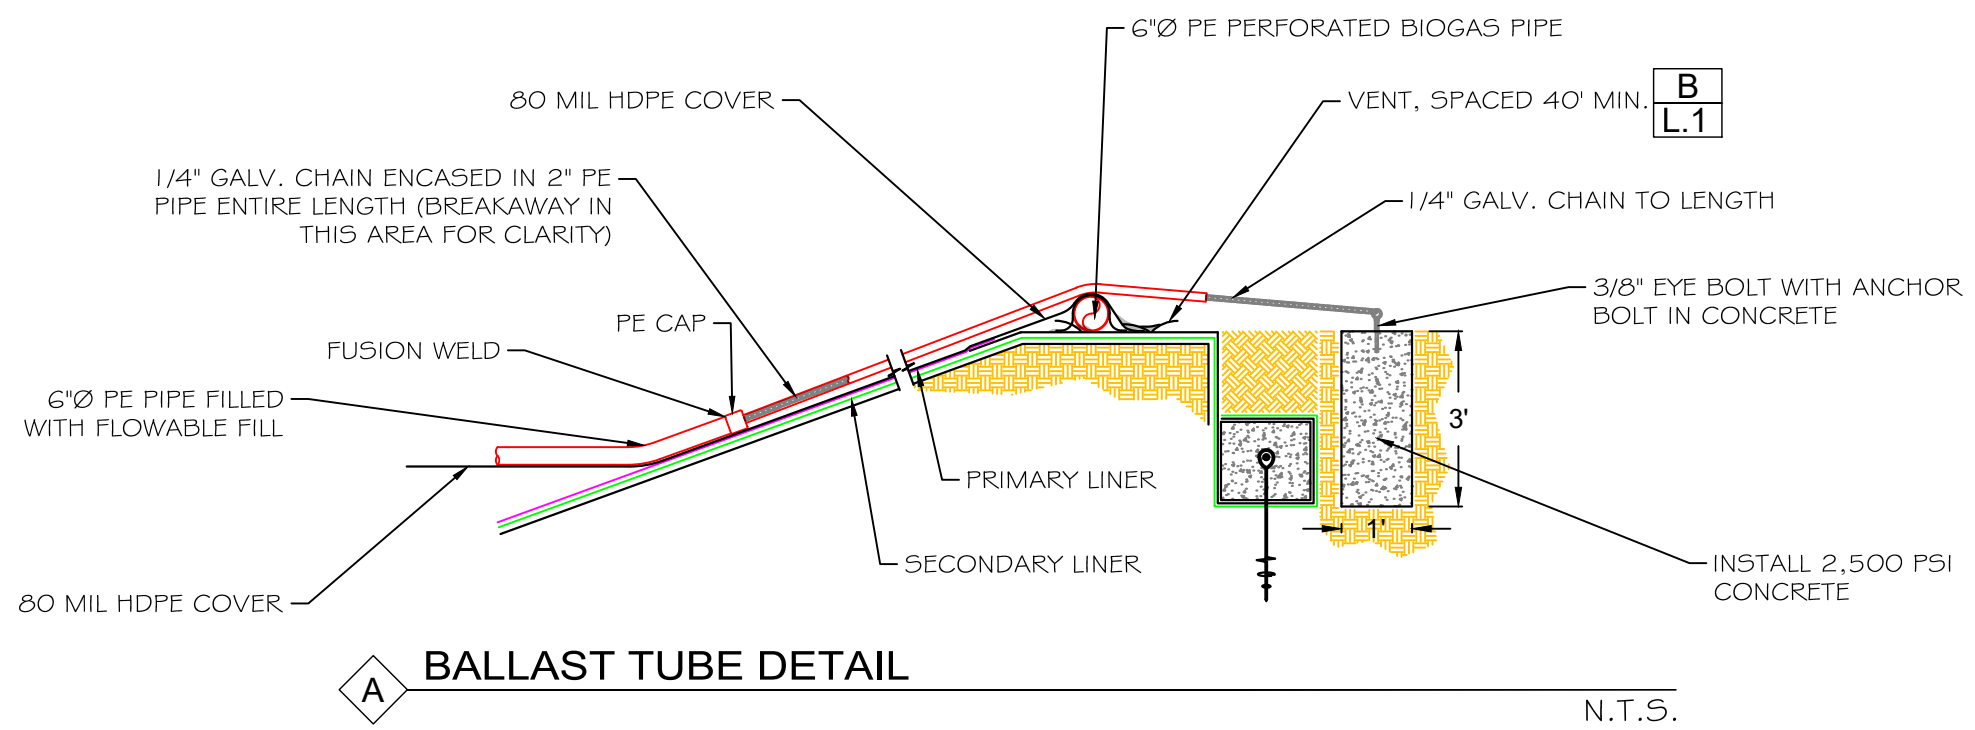 6"Ø PE PERFORATED BIOGAS PIPE
80 MIL HDPE COVER
VENT, SPACED 40' MIN.
B
L.1
1/4" GALV. CHAIN ENCASED IN 2" PE
PIPE ENTIRE LENGTH (BREAKAWAY IN
THIS AREA FOR CLARITY)
1/4" GALV. CHAIN TO LENGTH
3/8" EYE BOLT WITH ANCHOR
BOLT IN CONCRETE
PE CAP
FUSION WELD
6"Ø PE PIPE FILLED
WITH FLOWABLE FILL
3'
PRIMARY LINER
1'
SECONDARY LINER
INSTALL 2,500 PSI
CONCRETE
80 MIL HDPE COVER
A
BALLAST TUBE DETAIL
N.T.S.